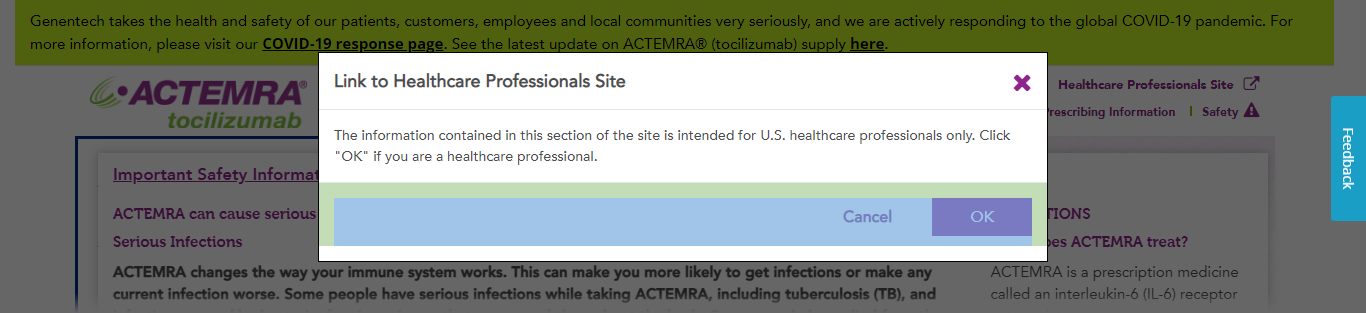 Genentech takes the health and safety of our patients, customers, employees and local communities very seriously, and we are actively responding to the global COVID-19 pandemic. For
more information, please visit our COVID-19 response page. See the latest update on ACTEMRA® (tocilizumab) supply here.
Link to Healthcare Professionals Site
Healthcare Professionals Site
ACTEMRA®
tocilizumab
rescribing Information | Safety
The information contained in this section of the site is intended for U.S. healthcare professionals only. Click
"OK" if you are a healthcare professional.
Feedback
Important Safety Informat
Cancel OK
ACTEMRA can cause serious
TIONS
Serious Infections
oes ACTEMRA treat?
ACTEMRA changes the way your immune system works. This can make you more likely to get infections or make any
current infection worse. Some people have serious infections while taking ACTEMRA, including tuberculosis (TB), and
ACTEMRA is a prescription medicine
called an interleukin-6 (IL-6) receptor